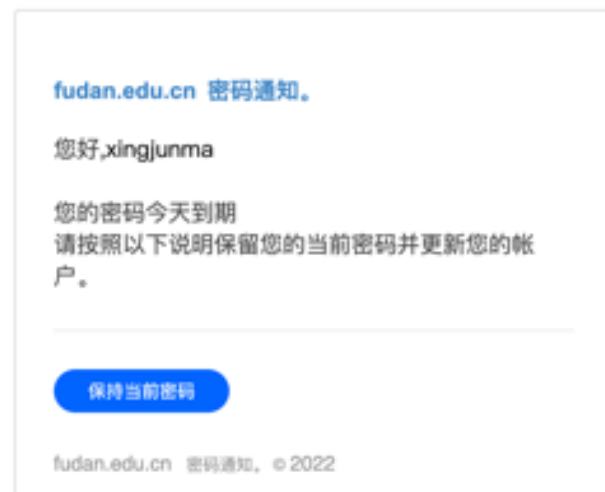 fudan.edu.cn 密码通知。
您好,xingjunma
您的密码今天到期
请按照以下说明保留您的当前密码并更新您的帐
户。
保持当前密码
fudan.edu.cn 密码通知。© 2022